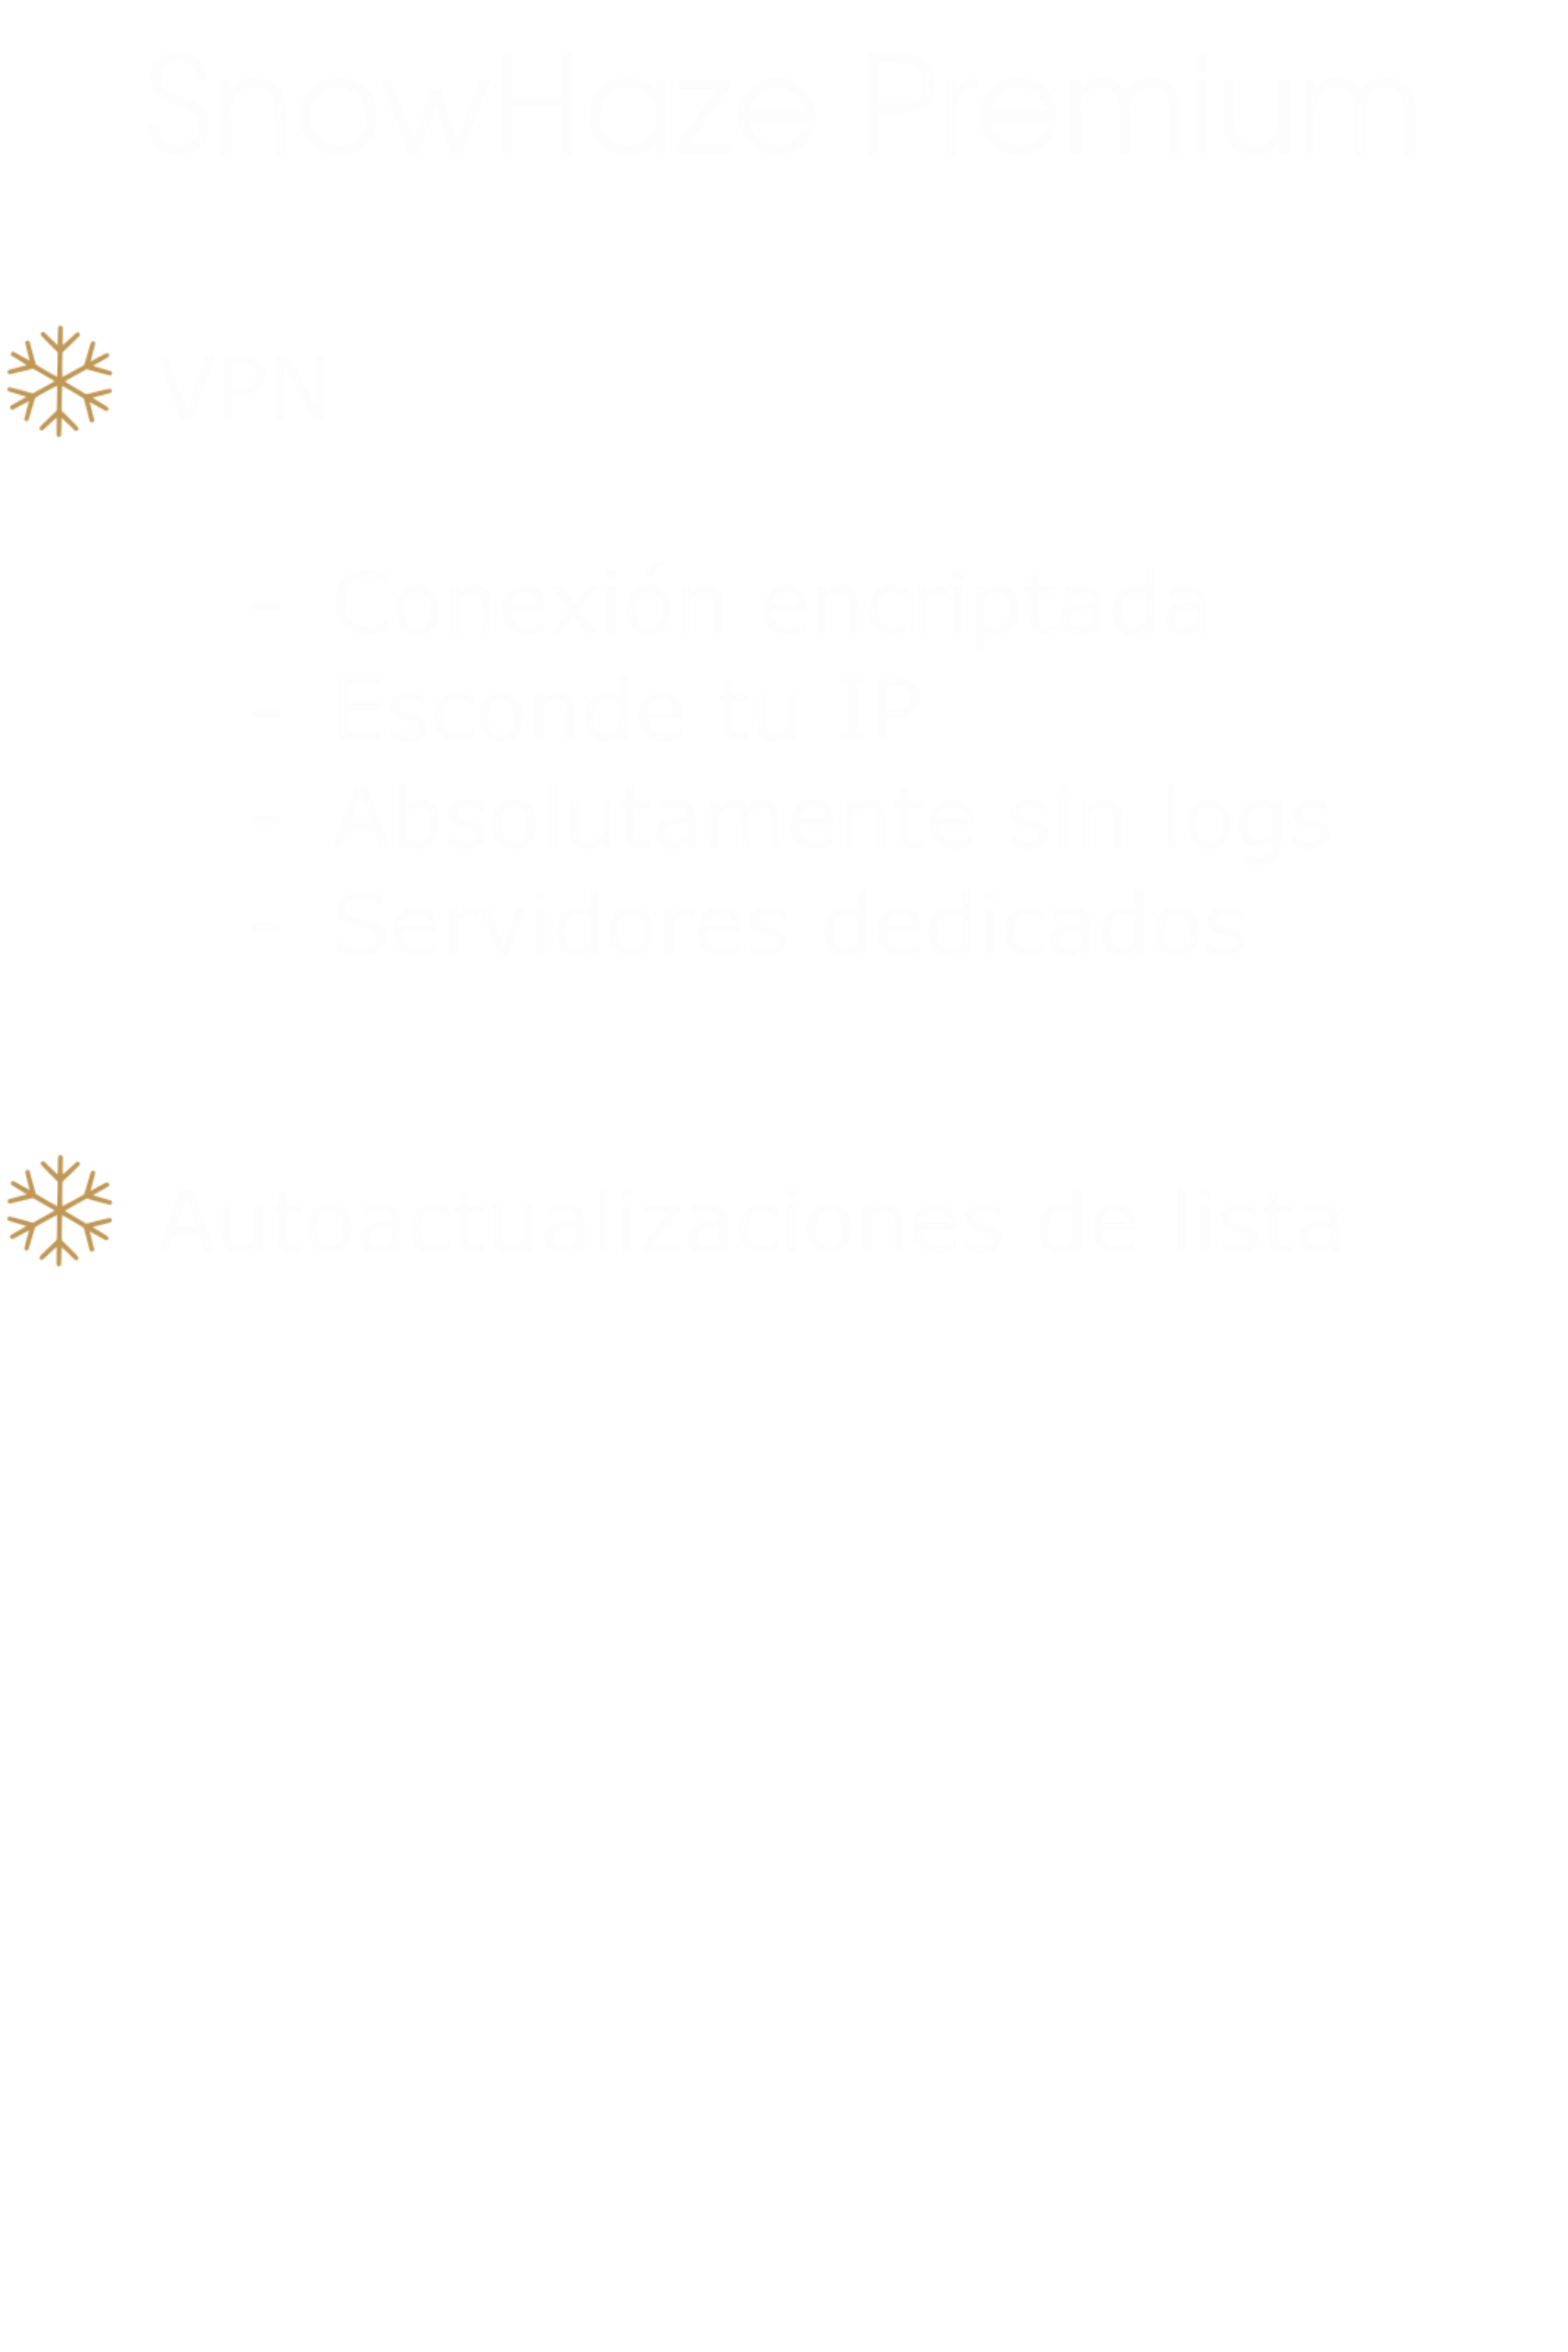 SnowHaze Premium
VPN
- Conexión encriptada
- Esconde tu IP
- Absolutamente sin logs
- Servidores dedicados
Autoactualizaciones de lista